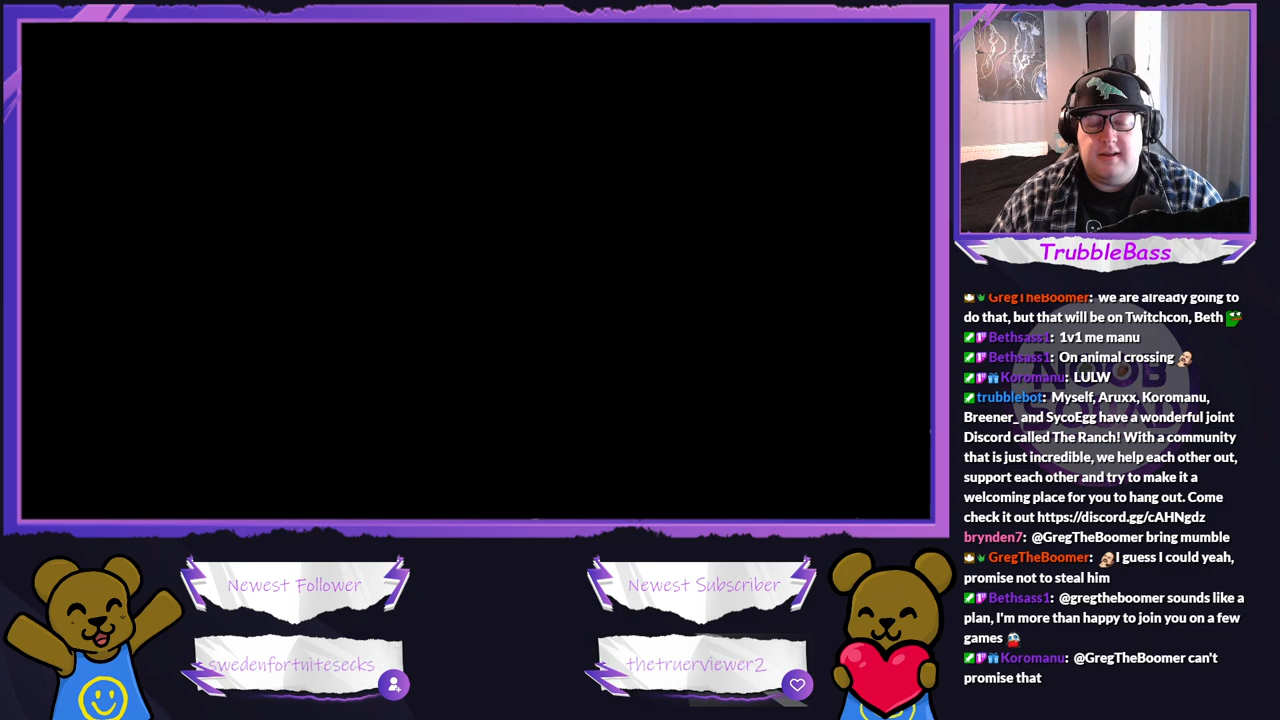 TrubbleBass
GregTheBoomer: we are already going to
do that, but that will be on Twitchcon, Beth
Bethsass1: 1v1 me manu
Bethsass1: On animal crossing
Koromanu: LULW
trubblebot: Myself, Aruxx, Koromanu,
Breener_ and SycoEgg have a wonderful joint
Discord called The Ranch! With a community
that is just incredible, we help each other out,
support each other and try to make it a
welcoming place for you to hang out. Come
check it out https://discord.gg/cAHNgdz
brynden7: @GregTheBoomer bring mumble
GregTheBoomer: I guess I could yeah,
promise not to steal him
Bethsass1: @gregtheboomer sounds like a
plan, I'm more than happy to join you on a few
games
Koromanu: @GregTheBoomer can't
promise that
NOOB
SQUAD
Newest Follower
swedenfortnitesecks
Newest Subscriber
thetruerviewer2